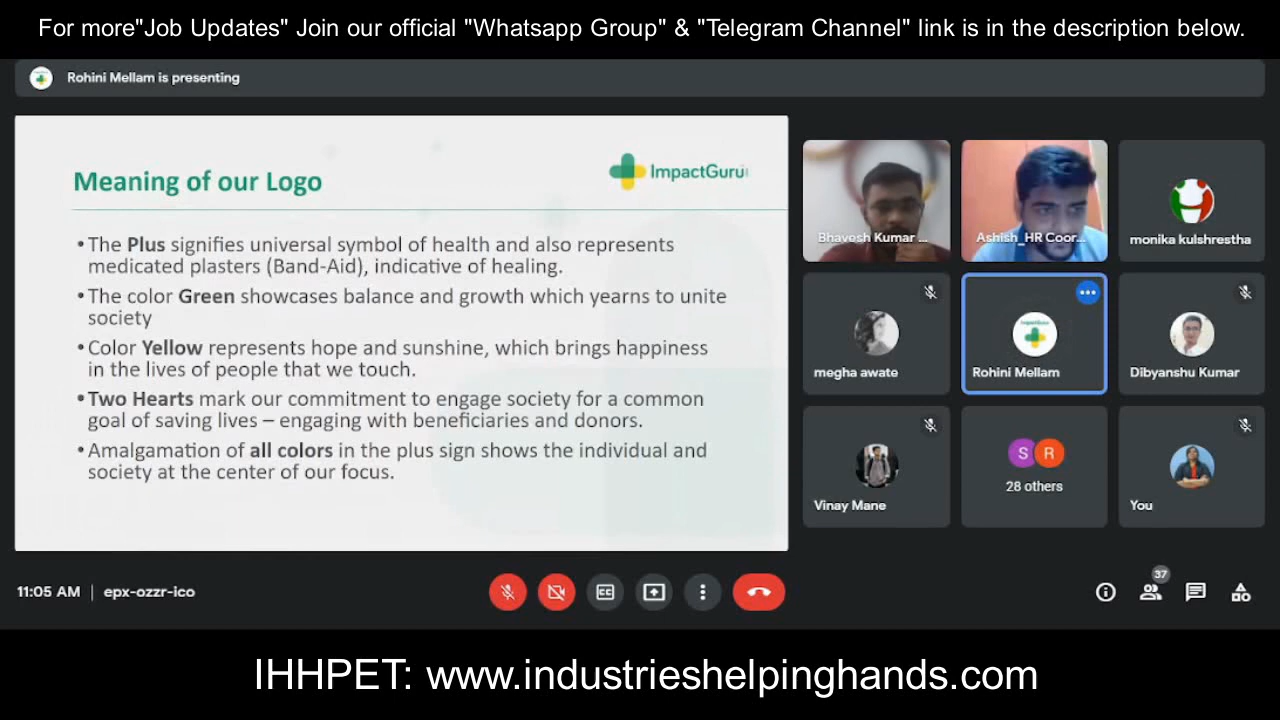 For more"Job Updates" Join our official "Whatsapp Group" & "Telegram Channel" link is in the description below.
Rohini Mellam is presenting
Meaning of our Logo
ImpactGuru
•The Plus signifies universal symbol of health and also represents
medicated plasters (Band-Aid), indicative of healing.
•The color Green showcases balance and growth which yearns to unite
society
•Color Yellow represents hope and sunshine, which brings happiness
in the lives of people that we touch.
•Two Hearts mark our commitment to engage society for a common
goal of saving lives – engaging with beneficiaries and donors.
•Amalgamation of all colors in the plus sign shows the individual and
society at the center of our focus.
Bhavesh Kumar ...
Ashish_HR Coor...
monika kulshrestha
megha awate
Rohini Mellam
Dibyanshu Kumar
Vinay Mane
S R
28 others
You
11:05 AM | epx-ozzr-ico
CC
37
IHHPET: www.industrieshelpinghands.com